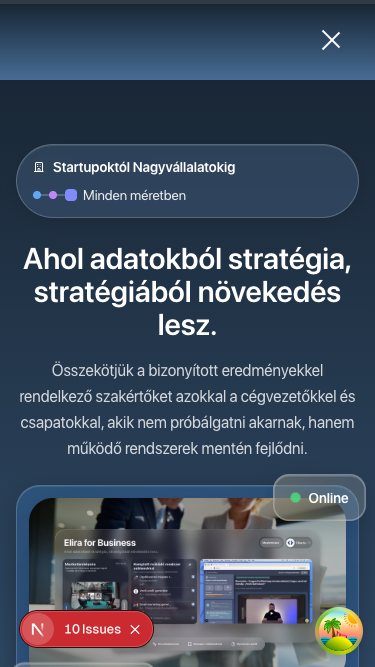 Startupoktól Nagyvállalatokig
Minden méretben
Ahol adatokból stratégia,
stratégiából növekedés
lesz.
Összekötjük a bizonyított eredményekkel
rendelkező szakértőket azokkal a cégvezetőkkel és
csapatokkal, akik nem próbálgatni akarnak, hanem
működő rendszerek mentén fejlődni.
Online
Elira for Business
N 10 Issues